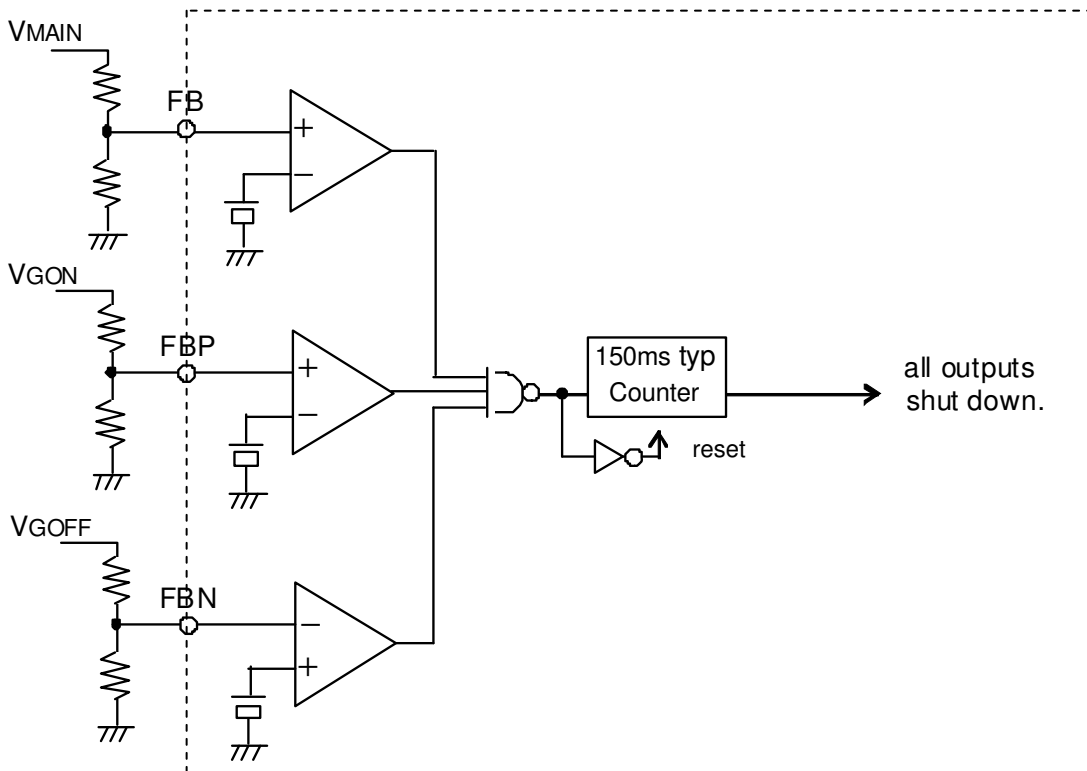 VMAIN
FB
+
−
VGON
FBP
+
−
150ms typ
Counter
all outputs
shut down.
reset
VGOFF
FBN
−
+